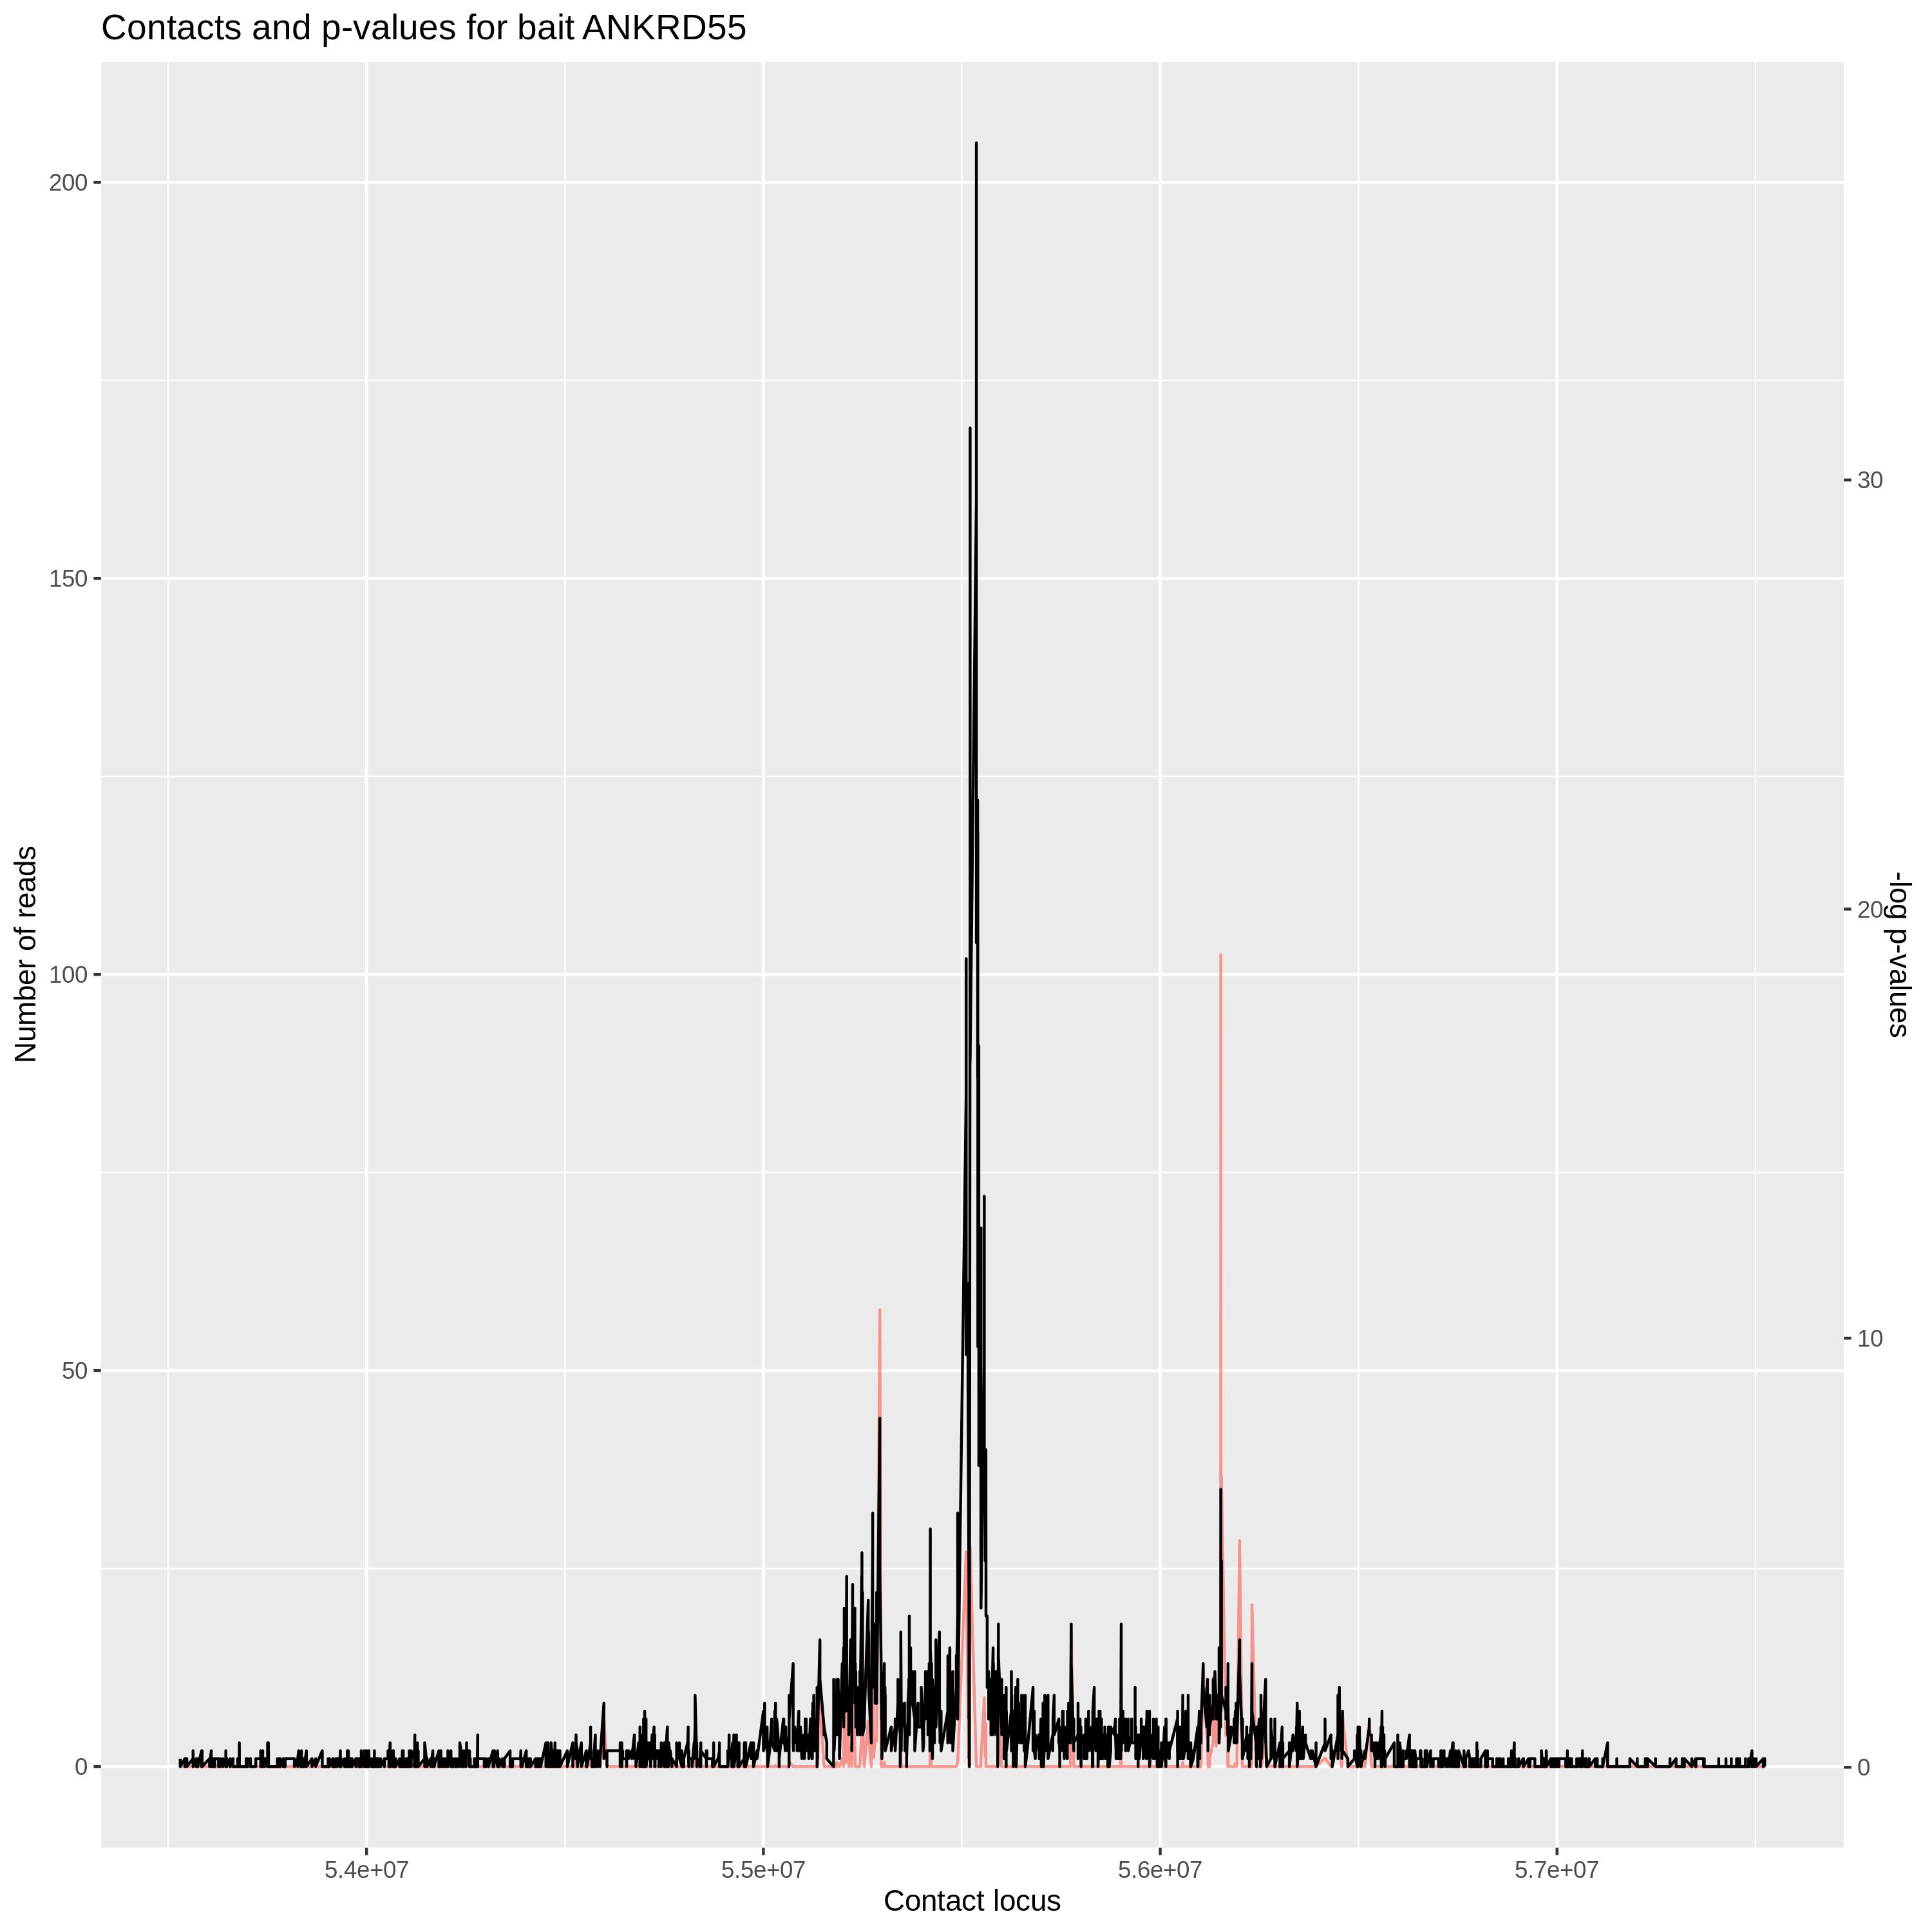 Contacts and p-values for bait ANKRD55
200
150
100
50
0
Number of reads
30
20
10
0
-log p-values
5.4e+07
5.5e+07
5.6e+07
5.7e+07
Contact locus